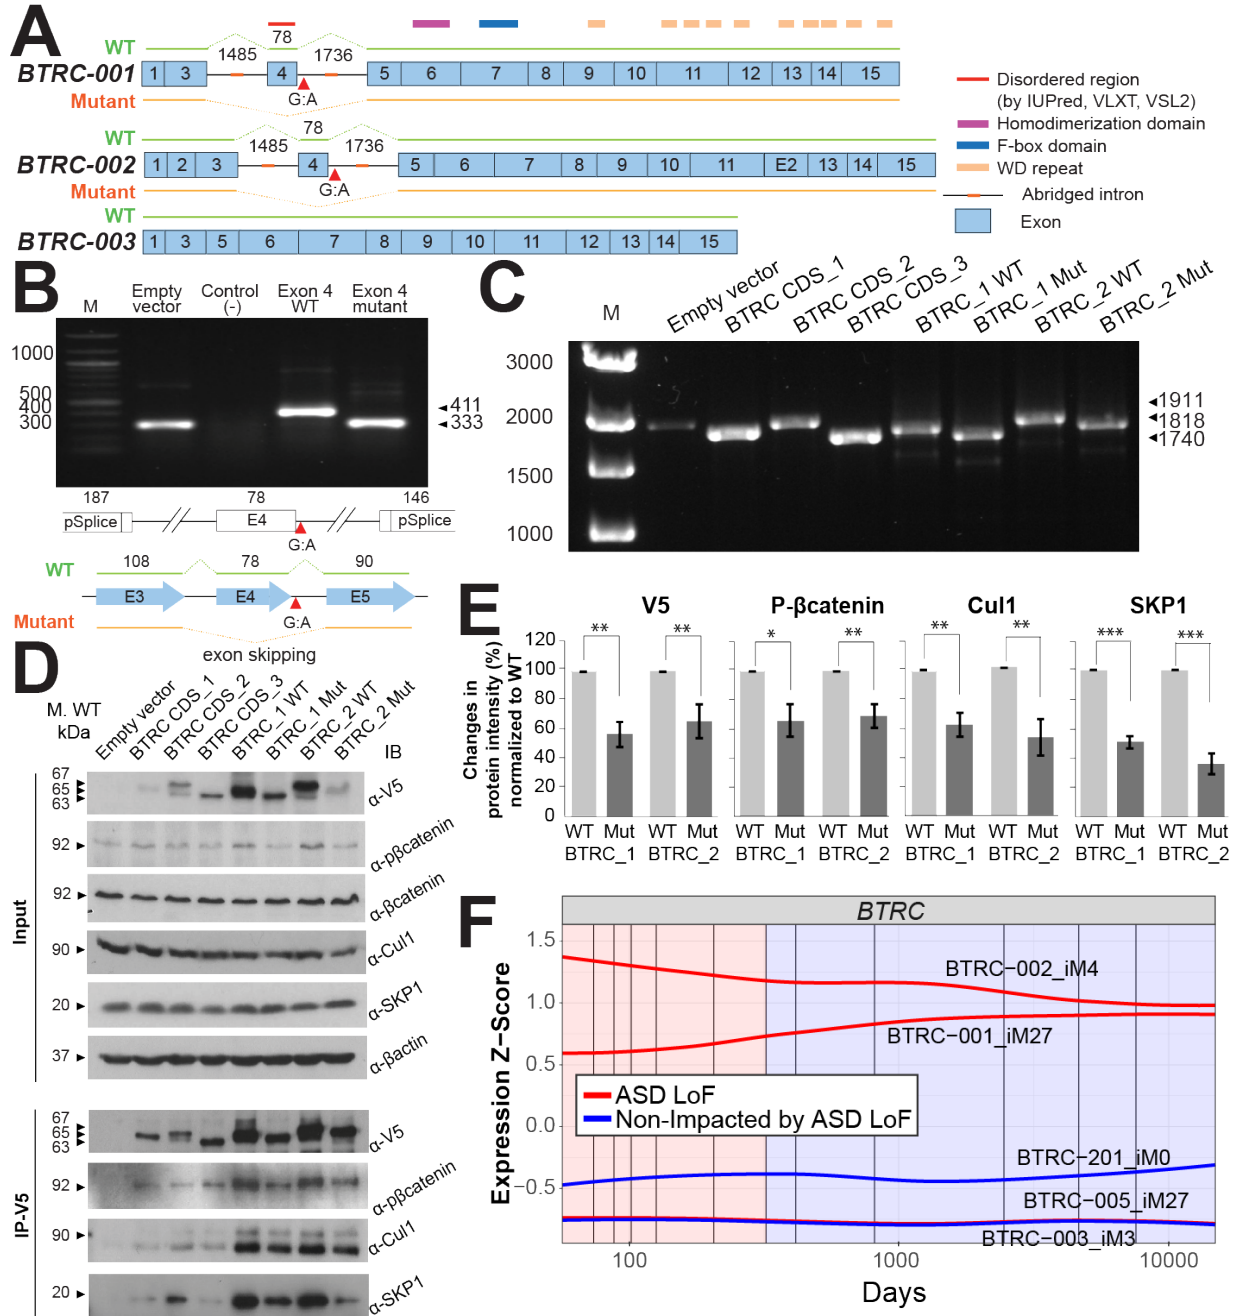 A
WT
1485
78
1736
BTRC-001
1 3 4 5 6 7 8 9 10 11 12 13 14 15
G:A
Mutant
WT
1485
78
1736
BTRC-002
1 2 3 4 5 6 7 8 9 10 11 E2 13 14 15
G:A
Mutant
WT
BTRC-003
1 3 5 6 7 8 9 10 11 12 13 14 15
Disordered region
(by IUPred, VLXT, VSL2)
Homodimerization domain
F-box domain
WD repeat
Abridged intron
Exon
B
M
Empty
vector
Control
(-)
Exon 4
WT
Exon 4
mutant
1000
500
400
300
411
333
187 78 146
pSplice E4 pSplice
G:A
WT
108 78 90
E3 E4 E5
G:A
Mutant
exon skipping
C
M
Empty vector
BTRC CDS_1
BTRC CDS_2
BTRC CDS_3
BTRC_1 WT
BTRC_1 Mut
BTRC_2 WT
BTRC_2 Mut
3000
2000
1500
1000
1911
1818
1740
D
M. WT
kDa
Empty vector
BTRC CDS_1
BTRC CDS_2
BTRC CDS_3
BTRC_1 WT
BTRC_1 Mut
BTRC_2 WT
BTRC_2 Mut
IB
Input
67
65
63
α-V5
92
α-pβcatenin
92
α-βcatenin
90
α-Cul1
20
α-SKP1
37
α-βactin
IP-V5
67
65
63
α-V5
92
α-pβcatenin
90
α-Cul1
20
α-SKP1
E
V5 P-βcatenin Cul1 SKP1
Changes in
protein intensity (%)
normalized to WT
120
100
80
60
40
20
0
** ** * ** ** ** *** ***
WT Mut WT Mut WT Mut WT Mut WT Mut WT Mut WT Mut WT Mut
BTRC_1 BTRC_2 BTRC_1 BTRC_2 BTRC_1 BTRC_2 BTRC_1 BTRC_2
F
BTRC
Expression Z−Score
1.5
1.0
0.5
0.0
−0.5
BTRC−002_iM4
BTRC−001_iM27
ASD LoF
Non-Impacted by ASD LoF
BTRC−201_iM0
BTRC−005_iM27
BTRC−003_iM3
100 1000 10000
Days